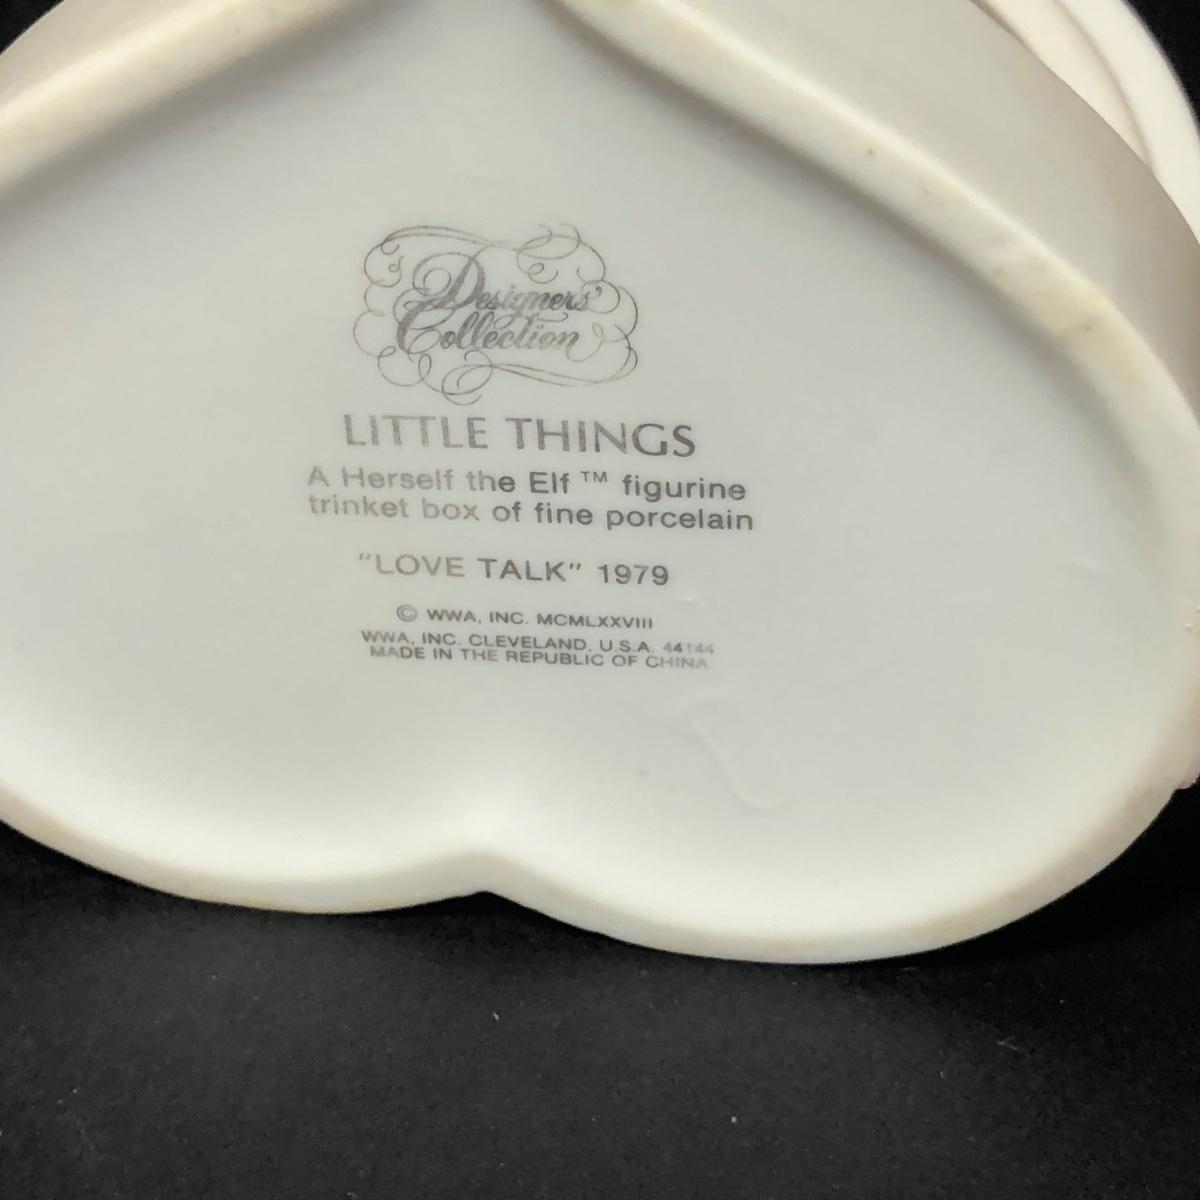 Designers'
Collection
LITTLE THINGS
A Herself the Elf ™ figurine
trinket box of fine porcelain
"LOVE TALK" 1979
© WWA, INC. MCMLXXVIII
WWA, INC. CLEVELAND, U.S.A. 44144
MADE IN THE REPUBLIC OF CHINA